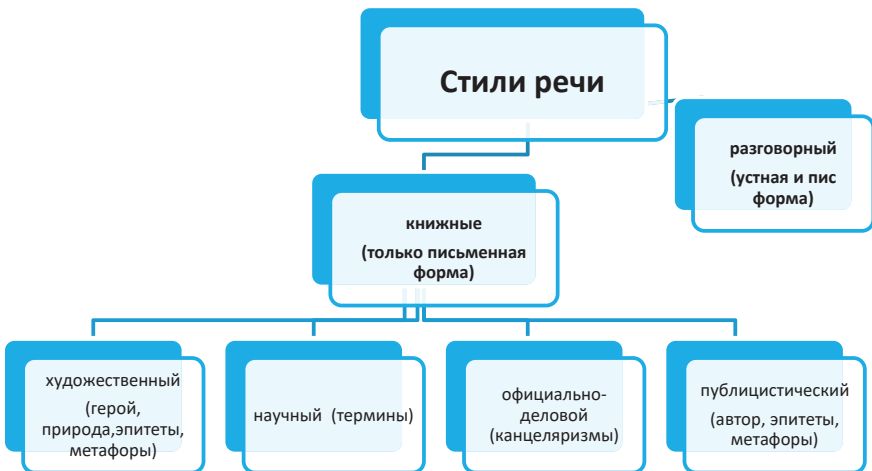 Стили речи
разговорный
(устная и пис
форма)
книжные
(только письменная
форма)
художественный
(герой,
природа,эпитеты,
метафоры)
научный (термины)
официально-
деловой
(канцеляризмы)
публицистический
(автор, эпитеты,
метафоры)